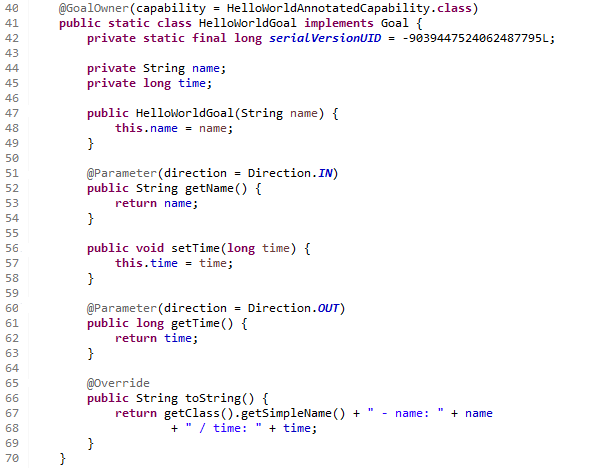 40 @GoalOwner(capability = HelloWorldAnnotatedCapability.class)
41 public static class HelloWorldGoal implements Goal {
42     private static final long serialVersionUID = -9039447524062487795L;
43
44     private String name;
45     private long time;
46
47     public HelloWorldGoal(String name) {
48         this.name = name;
49     }
50
51     @Parameter(direction = Direction.IN)
52     public String getName() {
53         return name;
54     }
55
56     public void setTime(long time) {
57         this.time = time;
58     }
59
60     @Parameter(direction = Direction.OUT)
61     public long getTime() {
62         return time;
63     }
64
65     @Override
66     public String toString() {
67         return getClass().getSimpleName() + " - name: " + name
68                 + " / time: " + time;
69     }
70 }